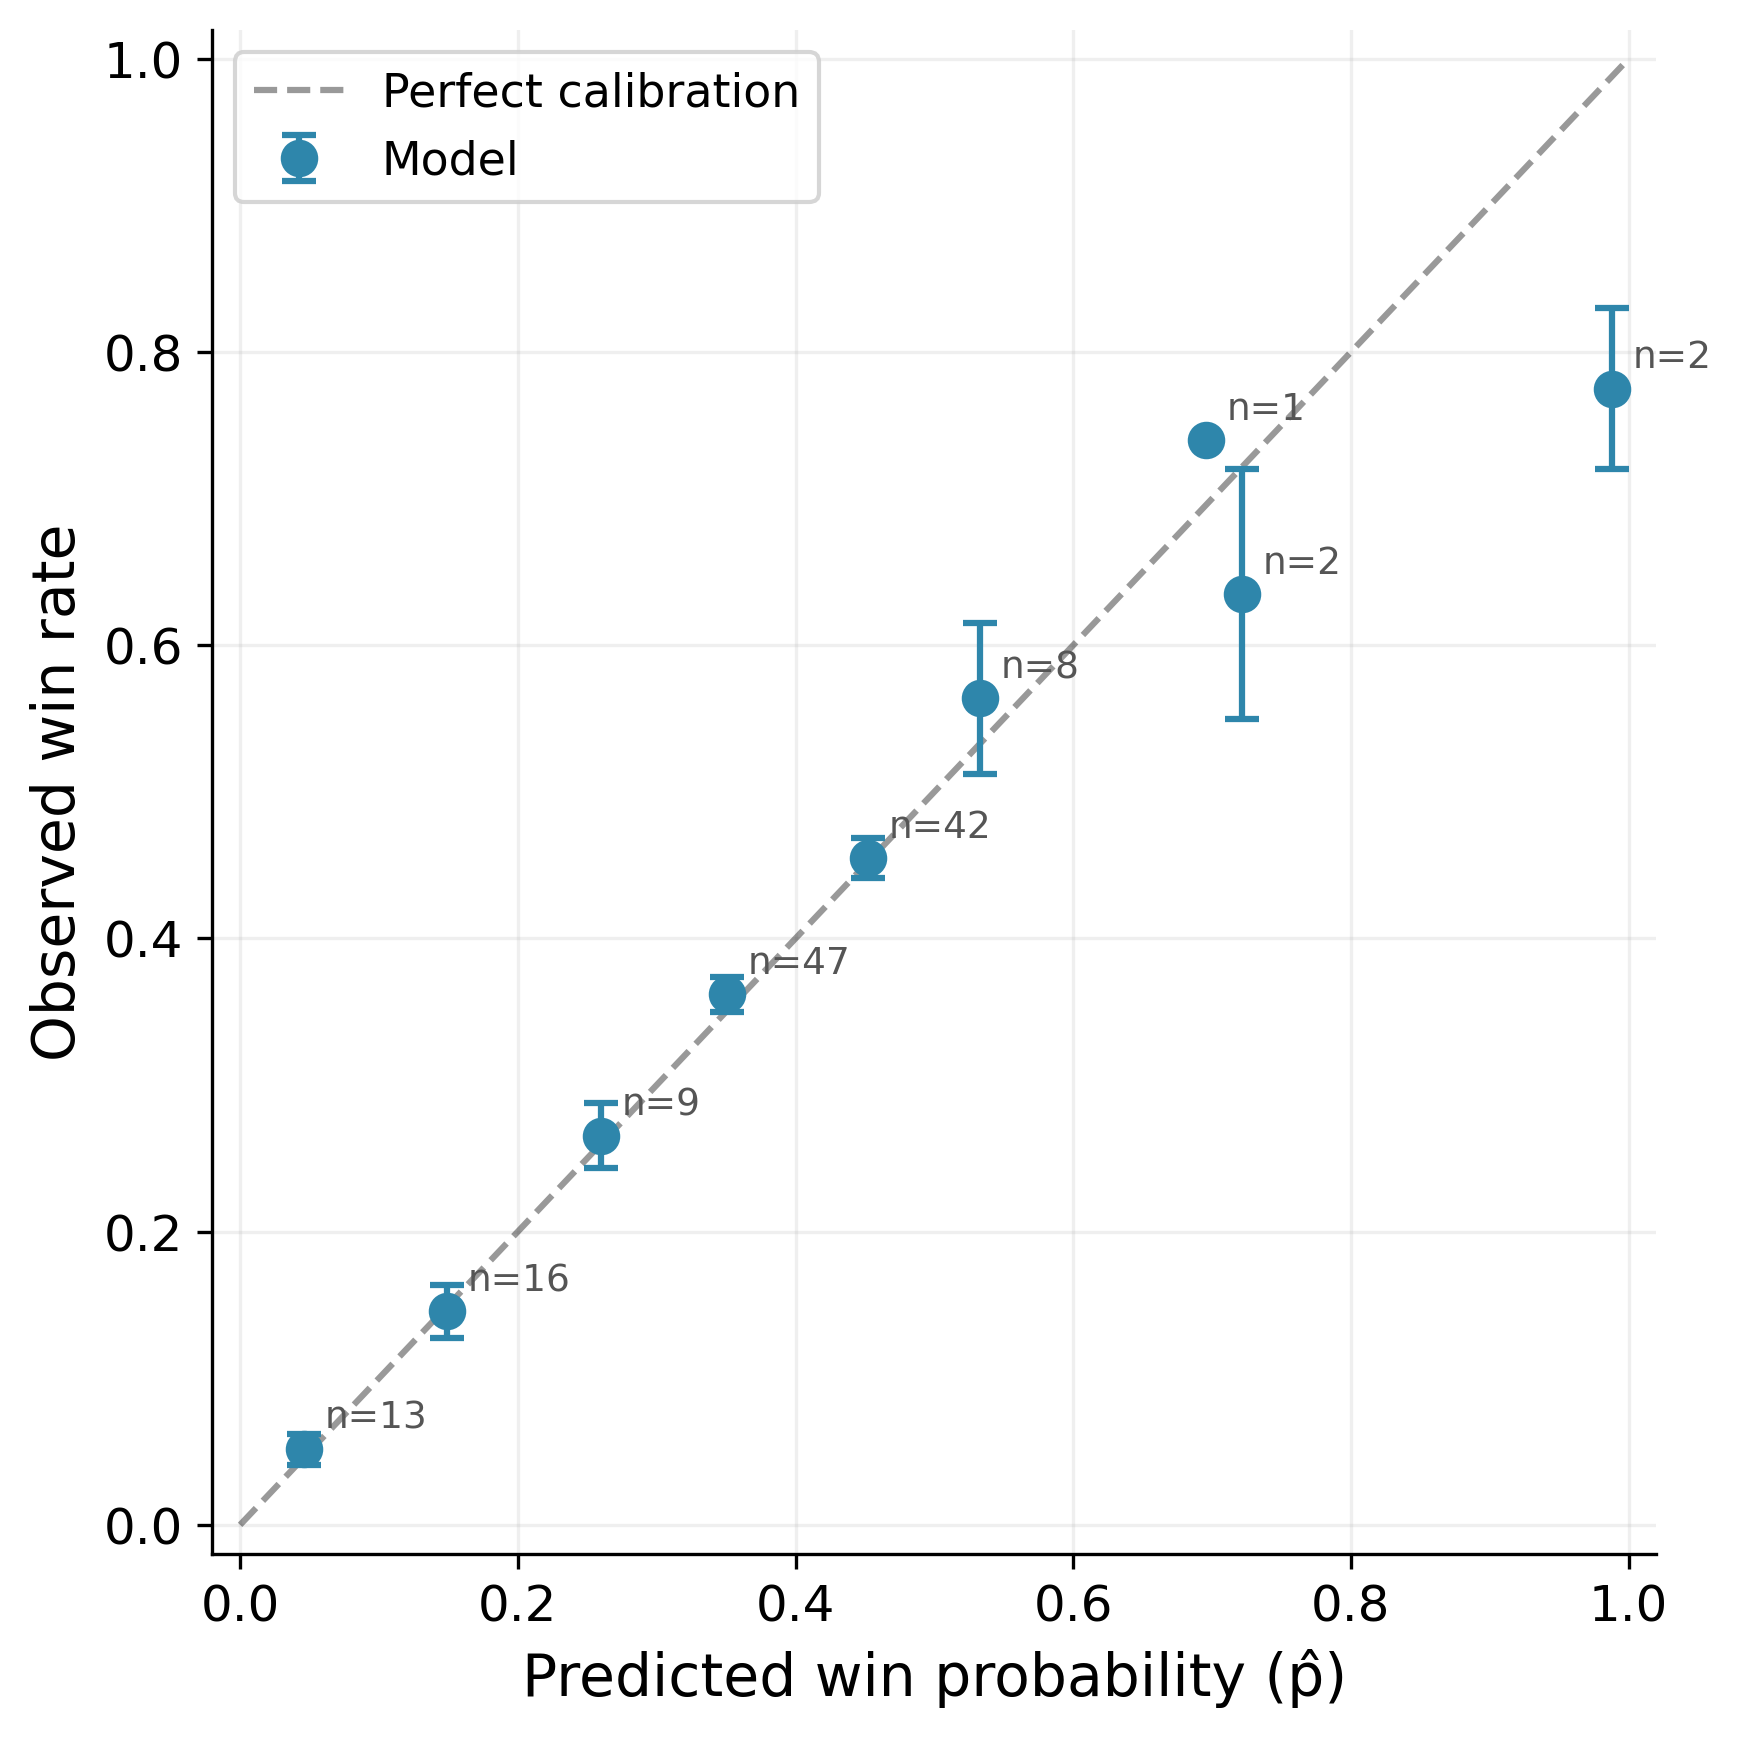 Perfect calibration
Model
1.0
0.8
0.6
0.4
0.2
0.0
Observed win rate
n=2
n=1
n=2
n=8
n=42
n=47
n=9
n=16
n=13
0.0 0.2 0.4 0.6 0.8 1.0
Predicted win probability (p̂)